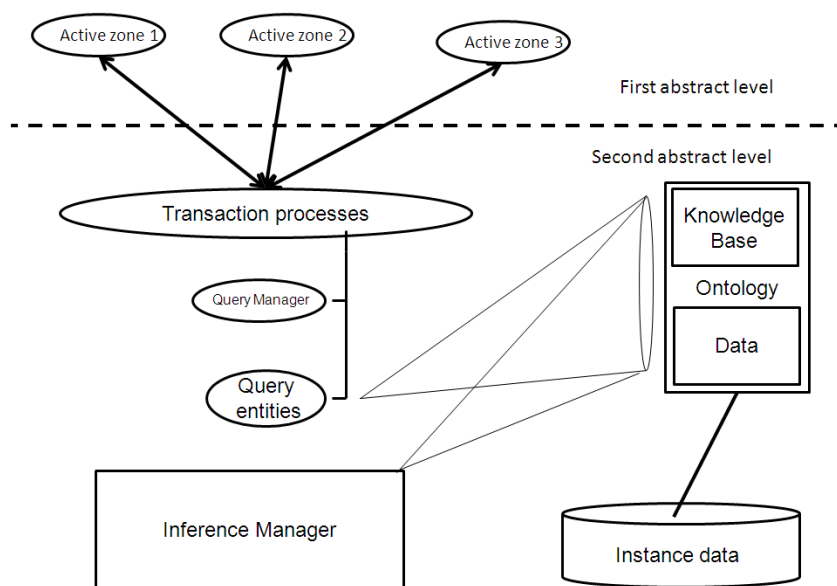 Active zone 1
Active zone 2
Active zone 3
First abstract level
Second abstract level
Transaction processes
Knowledge
Base
Query Manager
Ontology
Data
Query
entities
Inference Manager
Instance data